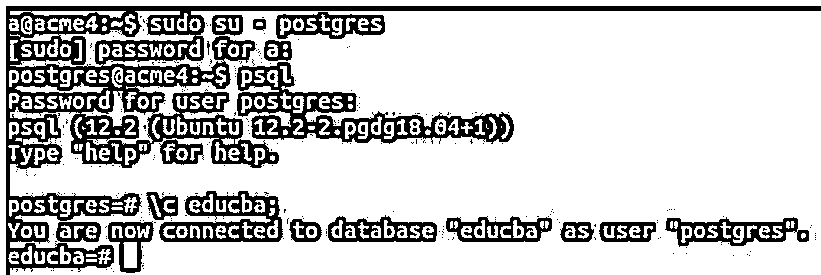 a@acme4:~$ sudo su - postgres
[sudo] password for a:
postgres@acme4:~$ psql
Password for user postgres:
psql (12.2 (Ubuntu 12.2-2.pgdg18.04+1))
Type "help" for help.
postgres=# \c educba;
You are now connected to database "educba" as user "postgres".
educba=#